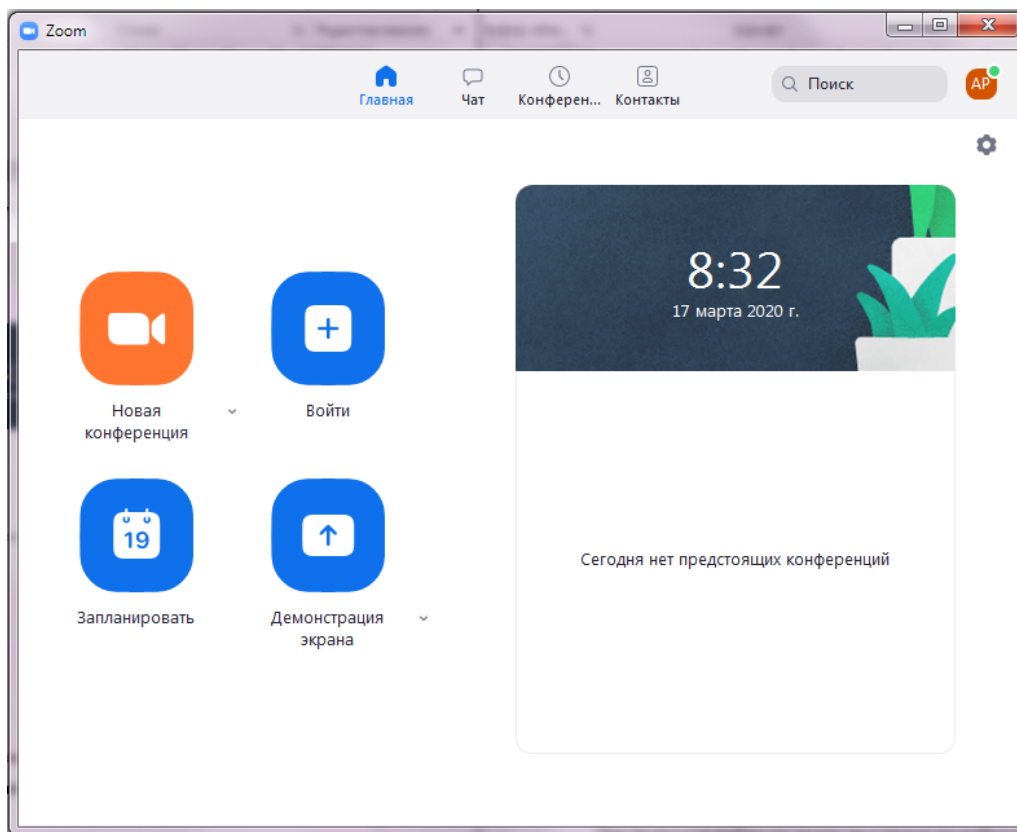 Zoom
Главная
Чат
Конферен...
Контакты
Поиск
AP
8:32
17 марта 2020 г.
Новая
конференция
Войти
19
Запланировать
Демонстрация
экрана
Сегодня нет предстоящих конференций